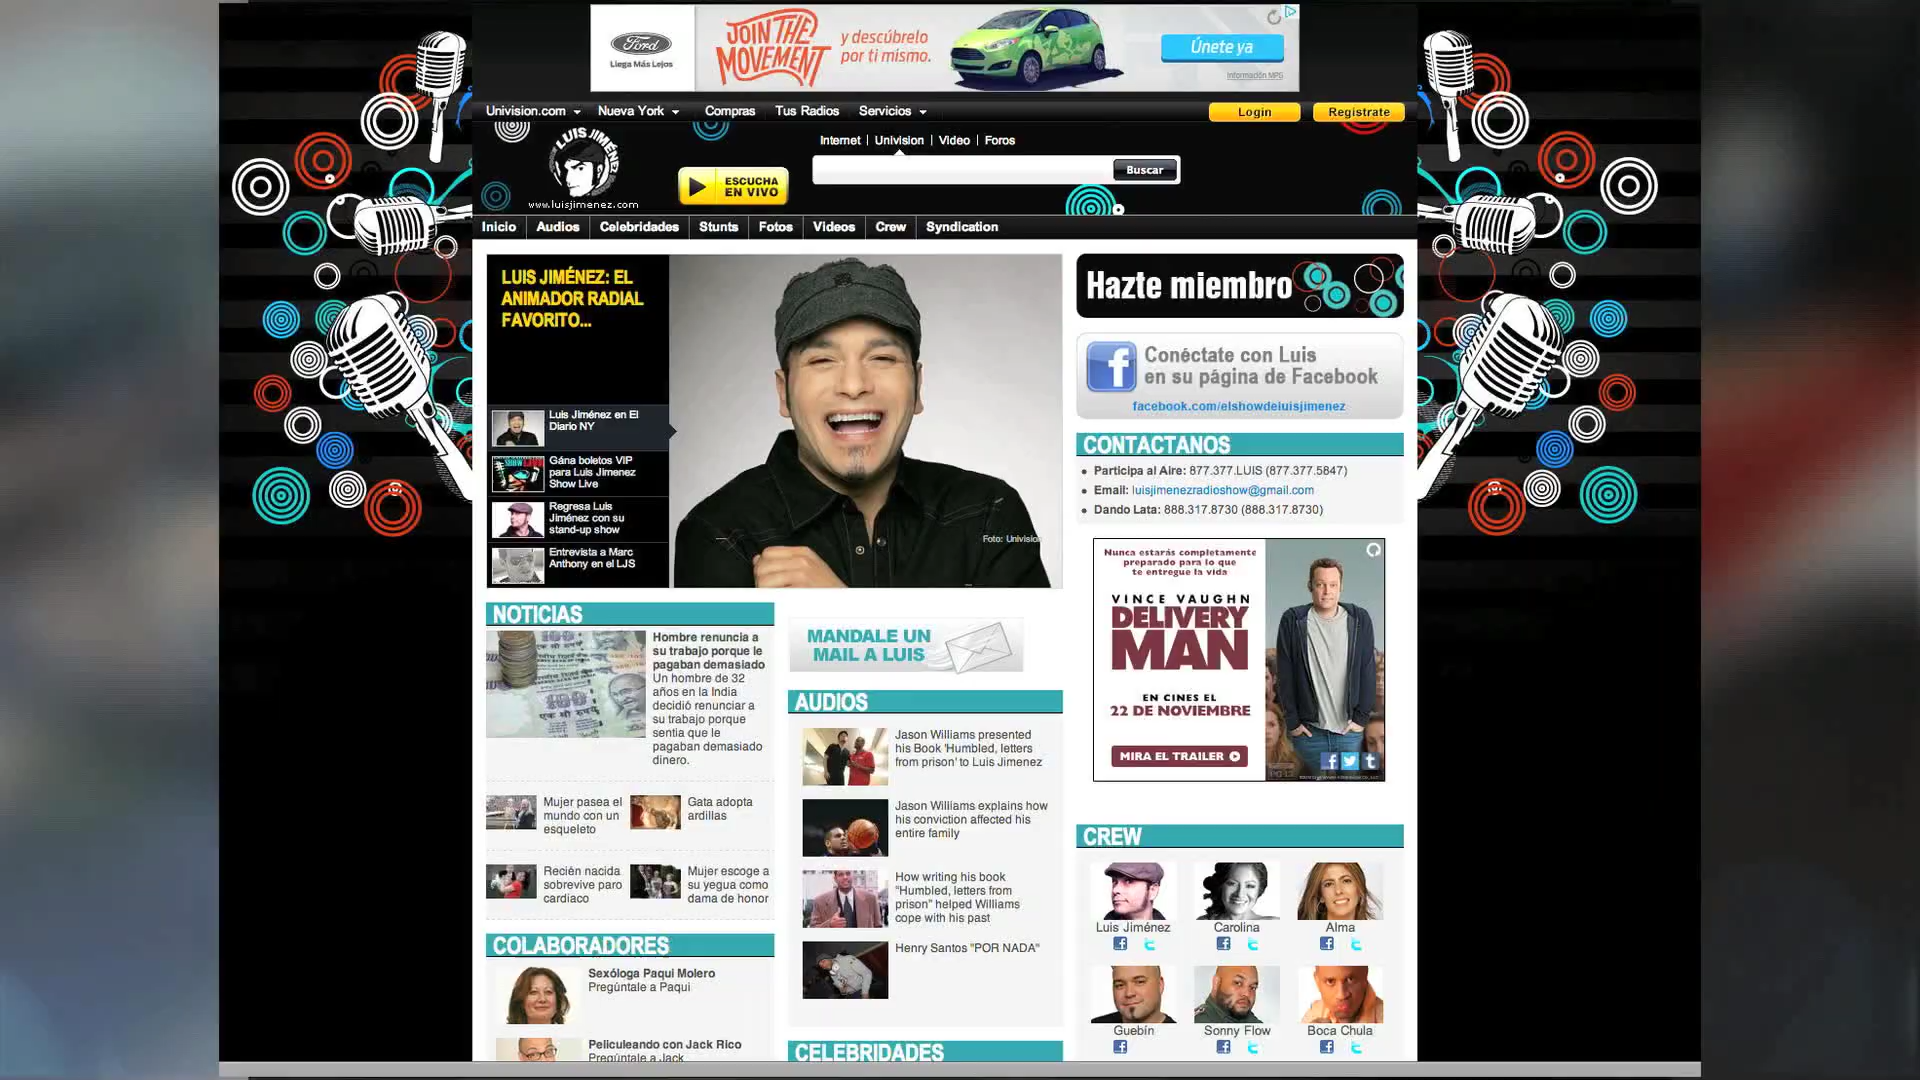 Ford
Llega Más Lejos
JOIN THE
MOVEMENT
y descúbrelo
por ti mismo.
Únete ya
Información MPG
Univision.com
Nueva York
Compras
Tus Radios
Servicios
Login
Registrate
LUIS JIMÉNEZ
www.luisjimenez.com
ESCUCHA
EN VIVO
Internet | Univision | Video | Foros
Buscar
Inicio
Audios
Celebridades
Stunts
Fotos
Videos
Crew
Syndication
LUIS JIMÉNEZ: EL
ANIMADOR RADIAL
FAVORITO...
Luis Jiménez en El
Diario NY
Gána boletos VIP
para Luis Jimenez
Show Live
Regresa Luis
Jiménez con su
stand-up show
Entrevista a Marc
Anthony en el LJS
Foto: Univision
Hazte miembro
Conéctate con Luis
en su página de Facebook
facebook.com/elshowdeluisjimenez
CONTACTANOS
Participa al Aire: 877.377.LUIS (877.377.5847)
Email: luisjimenezradioshow@gmail.com
Dando Lata: 888.317.8730 (888.317.8730)
Nunca estarás completamente
preparado para lo que
te entregue la vida
VINCE VAUGHN
DELIVERY
MAN
EN CINES EL
22 DE NOVIEMBRE
MIRA EL TRAILER
NOTICIAS
Hombre renuncia a
su trabajo porque le
pagaban demasiado
Un hombre de 32
años en la India
decidió renunciar a
su trabajo porque
sentia que le
pagaban demasiado
dinero.
Mujer pasea el
mundo con un
esqueleto
Gata adopta
ardillas
Recién nacida
sobrevive paro
cardiaco
Mujer escoge a
su yegua como
dama de honor
COLABORADORES
Sexóloga Paqui Molero
Pregúntale a Paqui
Peliculeando con Jack Rico
Pregúntale a Jack
MANDALE UN
MAIL A LUIS
AUDIOS
Jason Williams presented
his Book 'Humbled, letters
from prison' to Luis Jimenez
Jason Williams explains how
his conviction affected his
entire family
How writing his book
"Humbled, letters from
prison" helped Williams
cope with his past
Henry Santos "POR NADA"
CELEBRIDADES
CREW
Luis Jiménez
Carolina
Alma
Guebín
Sonny Flow
Boca Chula